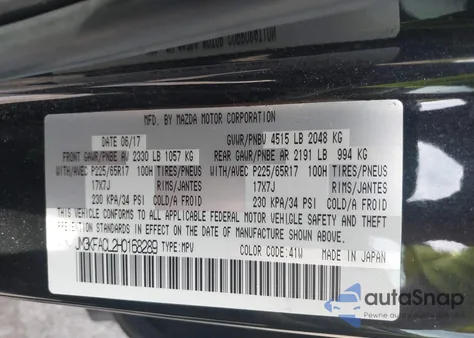 MFD. BY MAZDA MOTOR CORPORATION
DATE 06/17 GVWR/PNBV 4515 LB 2048 KG
FRONT GAWR/PNBE AV 2330 LB 1057 KG REAR GAWR/PNBE AR 2191 LB 994 KG
WITH/AVEC P225/65R17 100H TIRES/PNEUS WITH/AVEC P225/65R17 100H TIRES/PNEUS
17X7J RIMS/JANTES 17X7J RIMS/JANTES
230 KPA/34 PSI COLD/A FROID 230 KPA/34 PSI COLD/A FROID
THIS VEHICLE CONFORMS TO ALL APPLICABLE FEDERAL MOTOR VEHICLE SAFETY, BUMPER, AND THEFT
PREVENTION STANDARDS IN EFFECT ON THE DATE OF MANUFACTURE SHOWN ABOVE.
JM3KFACL2H0168289 TYPE:MPV COLOR CODE:41W MADE IN JAPAN
autoSnap
Pewne auto z importu